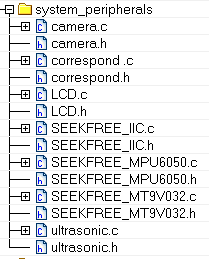 system_peripherals
camera.c
camera.h
correspond .c
correspond.h
LCD.c
LCD.h
SEEKFREE_IIC.c
SEEKFREE_IIC.h
SEEKFREE_MPU6050.c
SEEKFREE_MPU6050.h
SEEKFREE_MT9V032.c
SEEKFREE_MT9V032.h
ultrasonic.c
ultrasonic.h